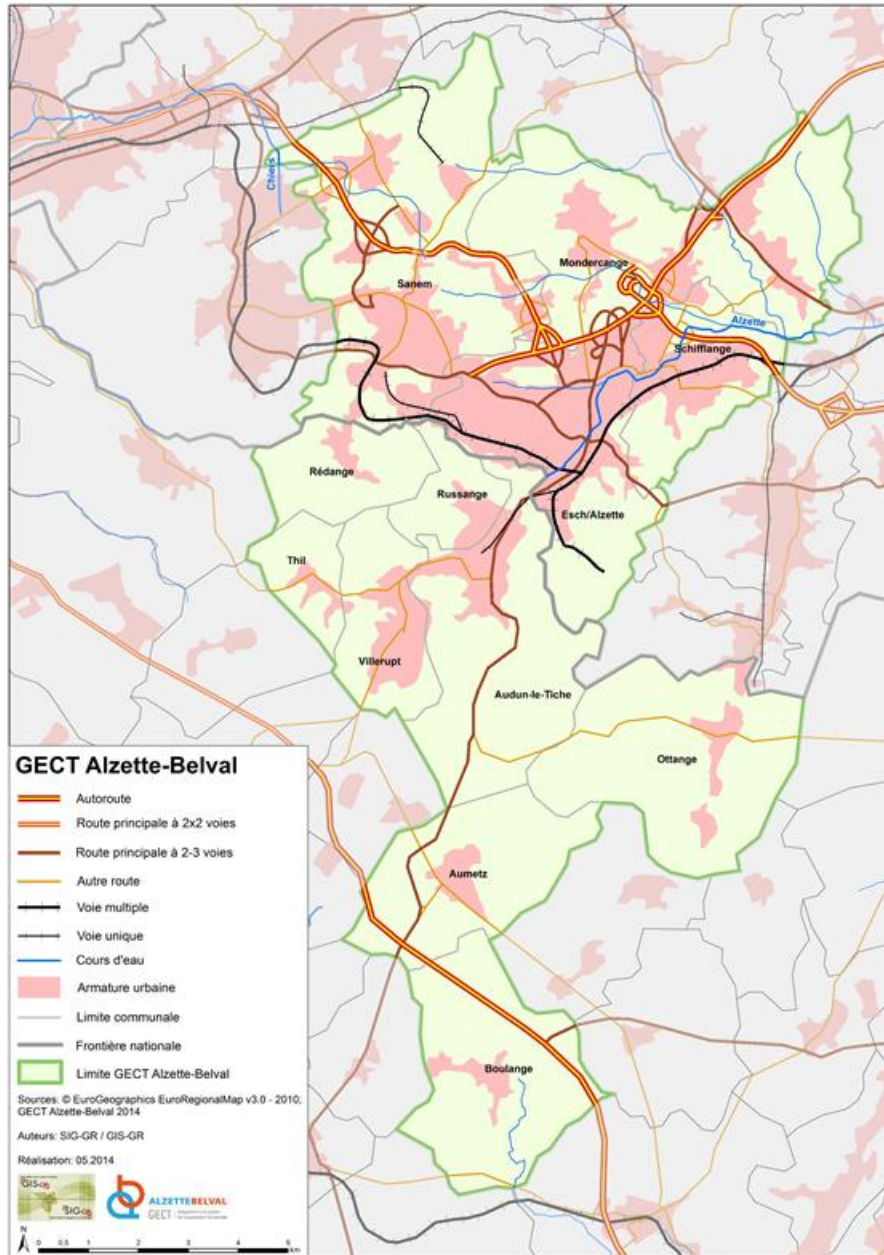 Chiers
Mondercange
Sanem
Alzette
Schifflange
Rédange
Russange
Esch/Alzette
Thil
Villerupt
Audun-le-Tiche
Ottange
Aumetz
Boulange
GECT Alzette-Belval
Autoroute
Route principale à 2x2 voies
Route principale à 2-3 voies
Autre route
Voie multiple
Voie unique
Cours d'eau
Armature urbaine
Limite communale
Frontière nationale
Limite GECT Alzette-Belval
Sources: © EuroGeographics EuroRegionalMap v3.0 - 2010;
GECT Alzette-Belval 2014
Auteurs: SIG-GR / GIS-GR
Réalisation: 05.2014
GIS-GR
SIG-GR
ALZETTEBELVAL
GECT
N
0 0,5 1 2 3 4 5
km